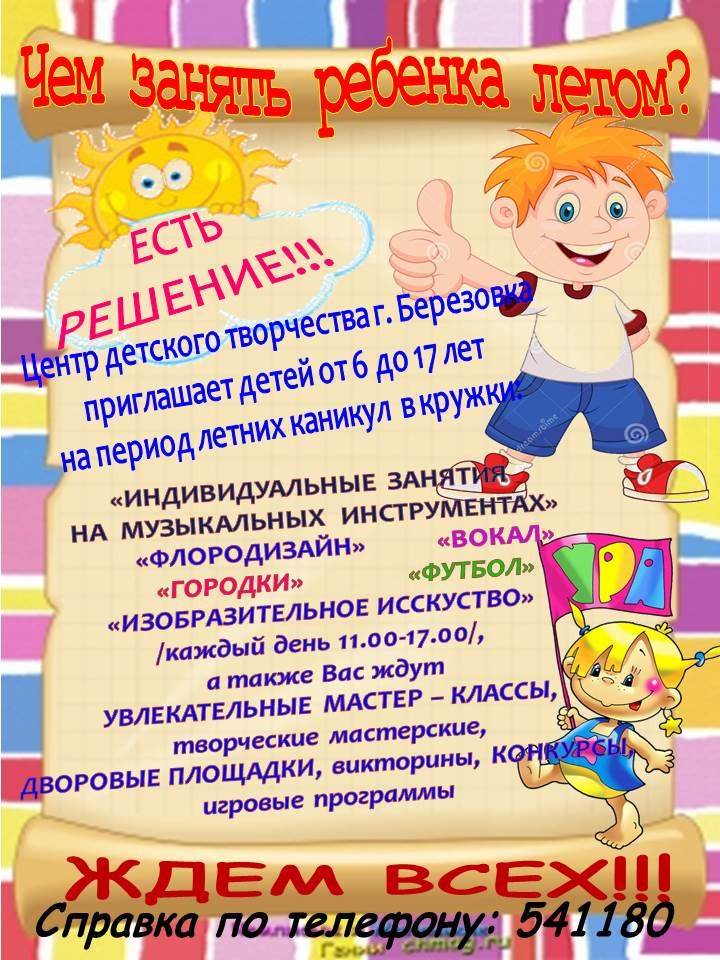 Чем занять ребенка летом?
ЕСТЬ
РЕШЕНИЕ!!!
Центр детского творчества г. Березовка
приглашает детей от 6 до 17 лет
на период летних каникул в кружки:
«ИНДИВИДУАЛЬНЫЕ ЗАНЯТИЯ
НА МУЗЫКАЛЬНЫХ ИНСТРУМЕНТАХ»
«ФЛОРОДИЗАЙН» «ВОКАЛ»
«ГОРОДКИ» «ФУТБОЛ»
УРА
«ИЗОБРАЗИТЕЛЬНОЕ ИССКУСТВО»
/каждый день 11.00-17.00/,
а также Вас ждут
УВЛЕКАТЕЛЬНЫЕ МАСТЕР – КЛАССЫ,
творческие мастерские,
ДВОРОВЫЕ ПЛОЩАДКИ, викторины, КОНКУРСЫ,
игровые программы
ЖДЕМ ВСЕХ!!!
Справка по телефону: 541180
chmag.ru